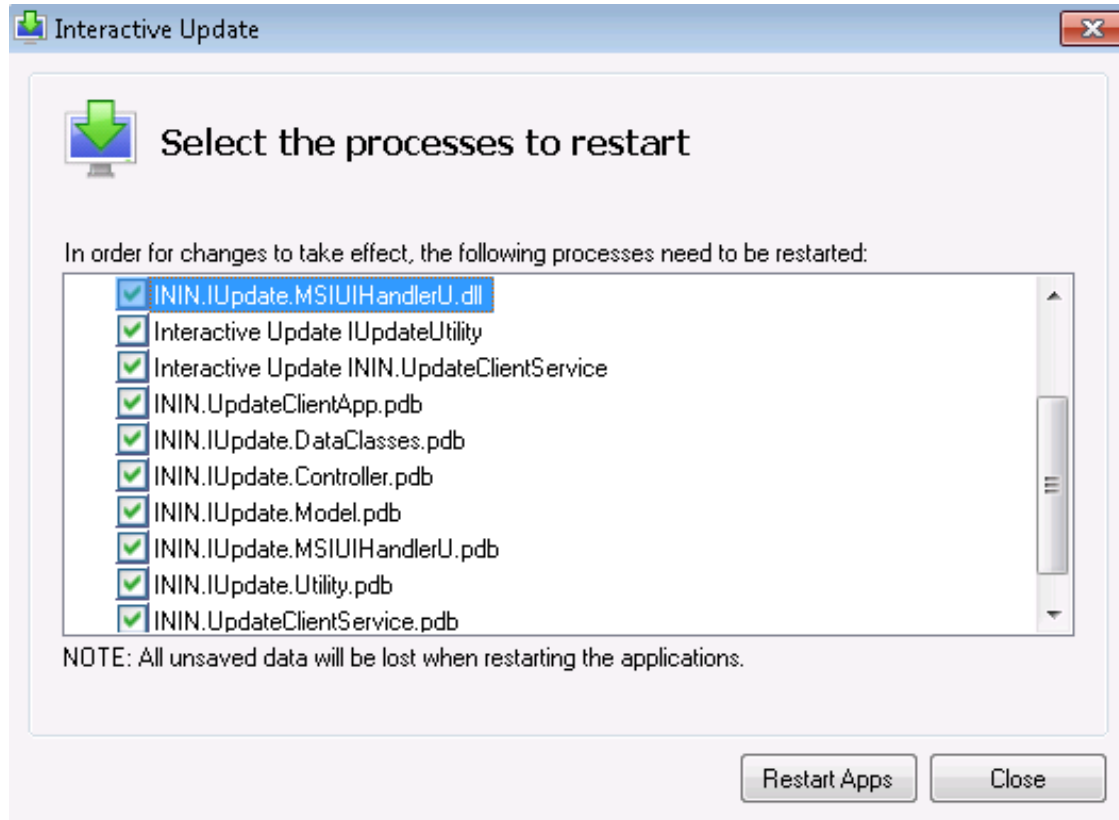 Interactive Update
Select the processes to restart
In order for changes to take effect, the following processes need to be restarted:
ININ.IUpdate.MSIUIHandlerU.dll
Interactive Update IUpdateUtility
Interactive Update ININ.UpdateClientService
ININ.UpdateClientApp.pdb
ININ.IUpdate.DataClasses.pdb
ININ.IUpdate.Controller.pdb
ININ.IUpdate.Model.pdb
ININ.IUpdate.MSIUIHandlerU.pdb
ININ.IUpdate.Utility.pdb
ININ.UpdateClientService.pdb
NOTE: All unsaved data will be lost when restarting the applications.
Restart Apps Close